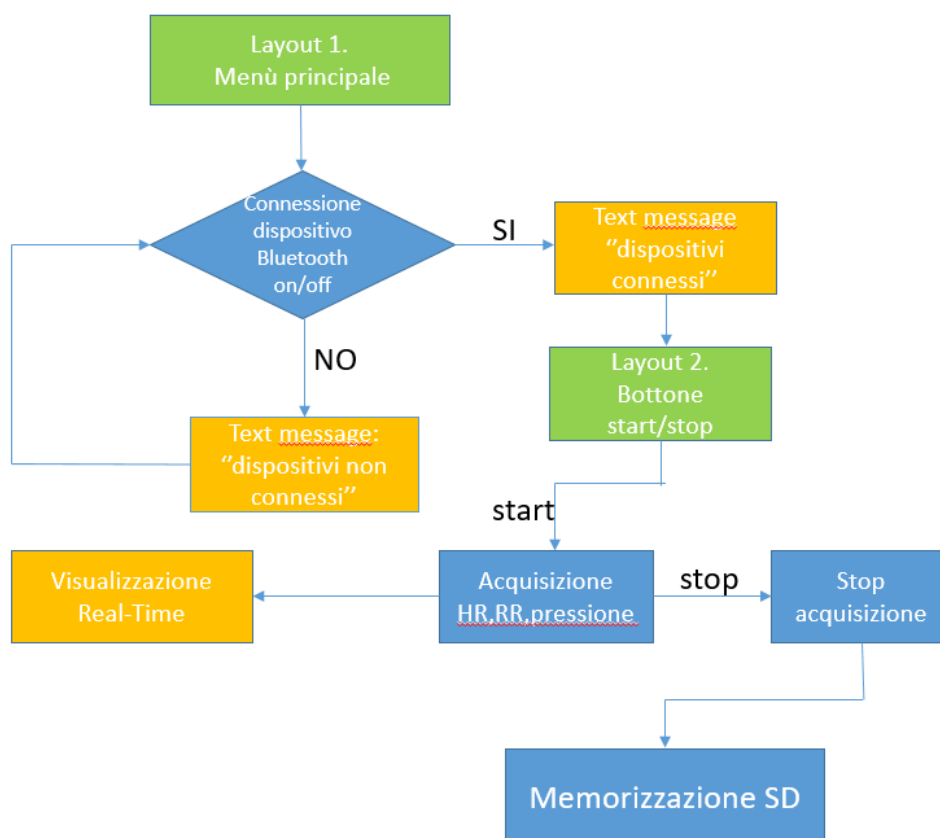 Layout 1.
Menù principale
Connessione
dispositivo
Bluetooth
on/off
SI
Text message
‘’dispositivi
connessi’’
NO
Text message:
‘’dispositivi non
connessi’’
Layout 2.
Bottone
start/stop
start
Visualizzazione
Real-Time
Acquisizione
HR,RR,pressione
stop
Stop
acquisizione
Memorizzazione SD